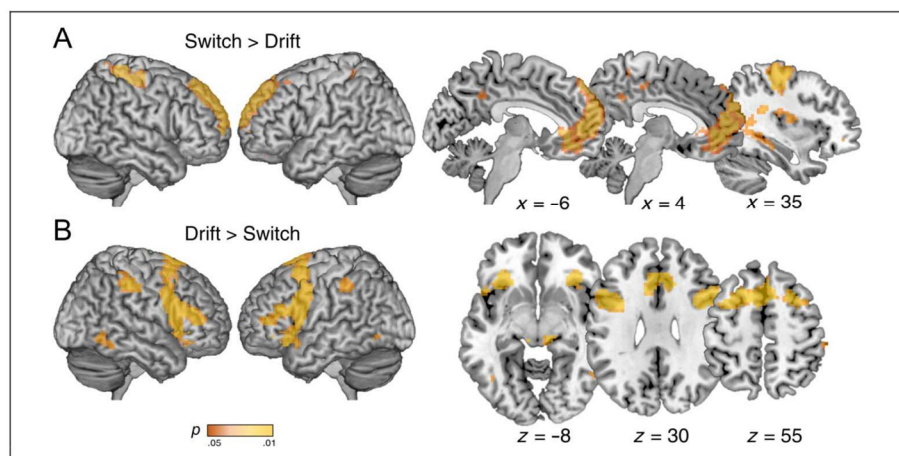 A
Switch > Drift
x = –6
x = 4
x = 35
B
Drift > Switch
p
.05
.01
z = –8
z = 30
z = 55